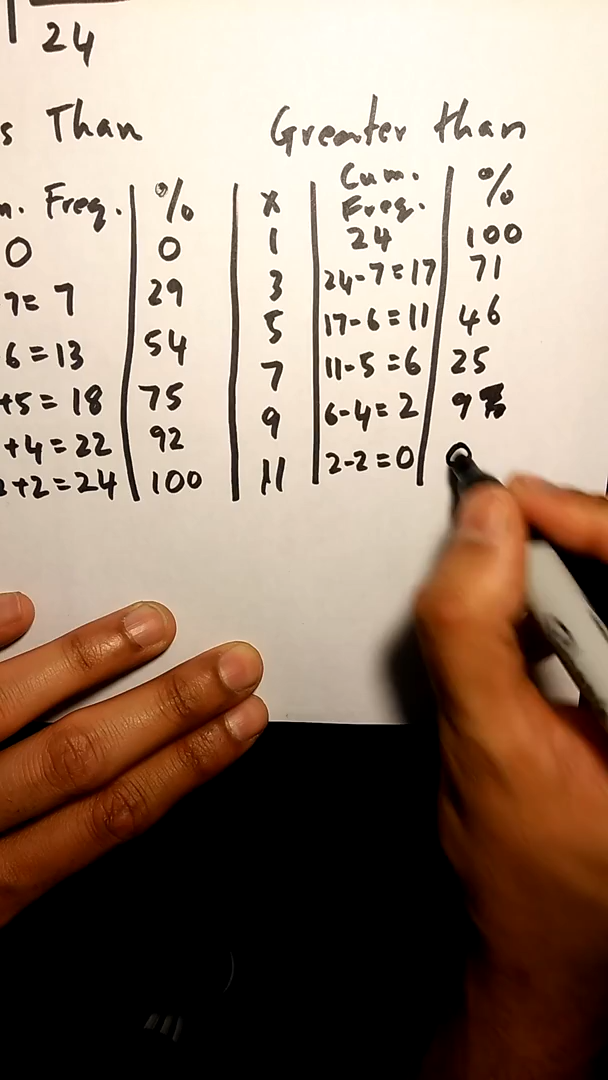 24
s Than Greater than
n. Freq. % x Cum. Freq. %
0 0 1 24 100
7=7 29 3 24-7=17 71
6=13 54 5 17-6=11 46
+5=18 75 7 11-5=6 25
+4=22 92 9 6-4=2 9
2+2=24 100 11 2-2=0 0